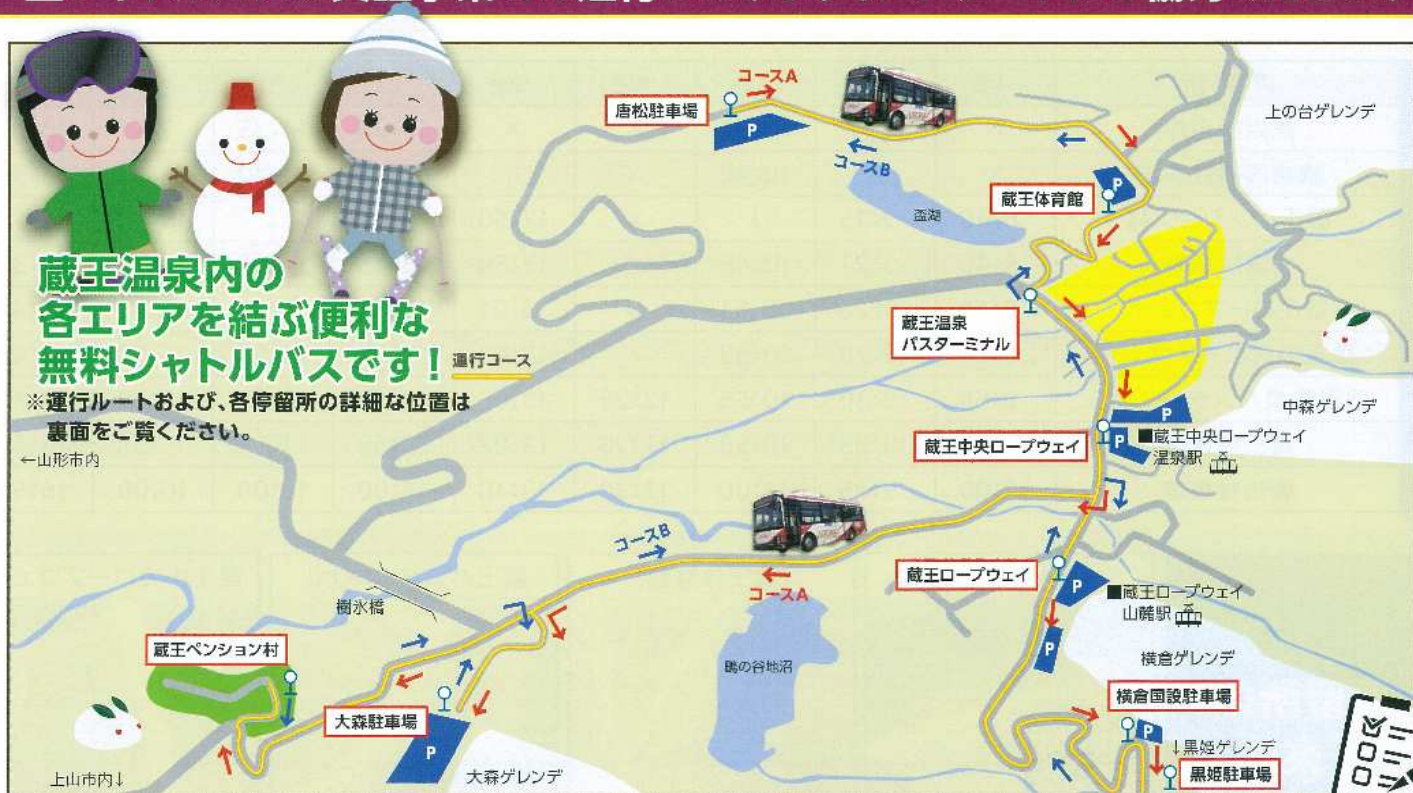 コースA
唐松駐車場
P
上の台ゲレンデ
コースB
P
蔵王体育館
盃湖
蔵王温泉内の
各エリアを結ぶ便利な
無料シャトルバスです!
運行コース
※運行ルートおよび、各停留所の詳細な位置は
裏面をご覧ください。
←山形市内
蔵王温泉
バスターミナル
中森ゲレンデ
P
蔵王中央ロープウェイ
P
■蔵王中央ロープウェイ
温泉駅
コースB
コースA
蔵王ロープウェイ
P
■蔵王ロープウェイ
山麓駅
樹氷橋
P
横倉ゲレンデ
蔵王ペンション村
鴫の谷地沼
横倉国設駐車場
大森駐車場
P
P
↓黒姫ゲレンデ
黒姫駐車場
上山市内↓
大森ゲレンデ